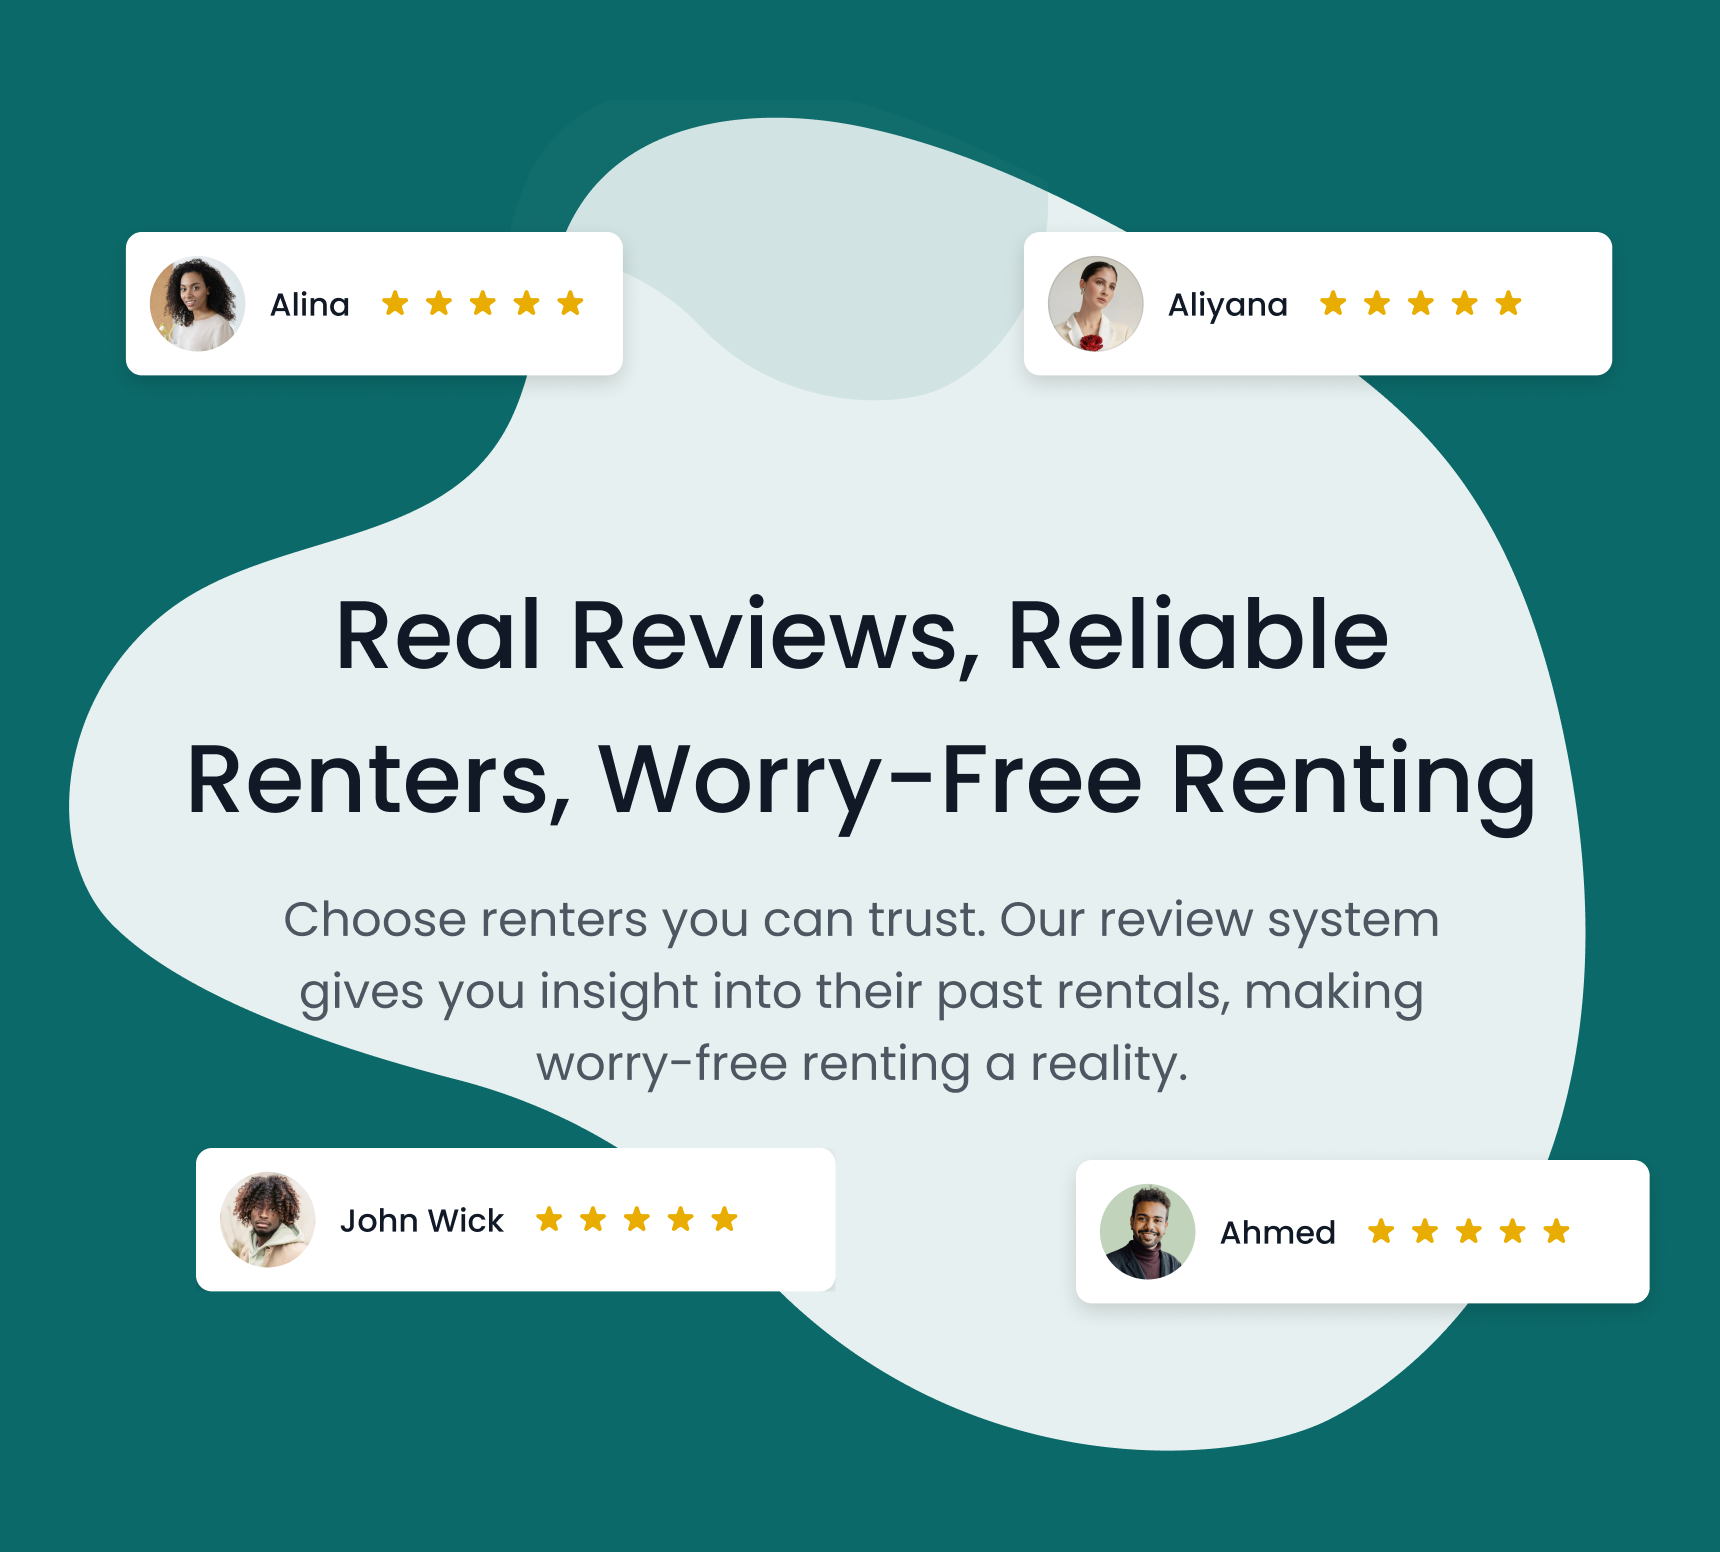 Alina
Aliyana
Real Reviews, Reliable
Renters, Worry-Free Renting
Choose renters you can trust. Our review system
gives you insight into their past rentals, making
worry-free renting a reality.
John Wick
Ahmed